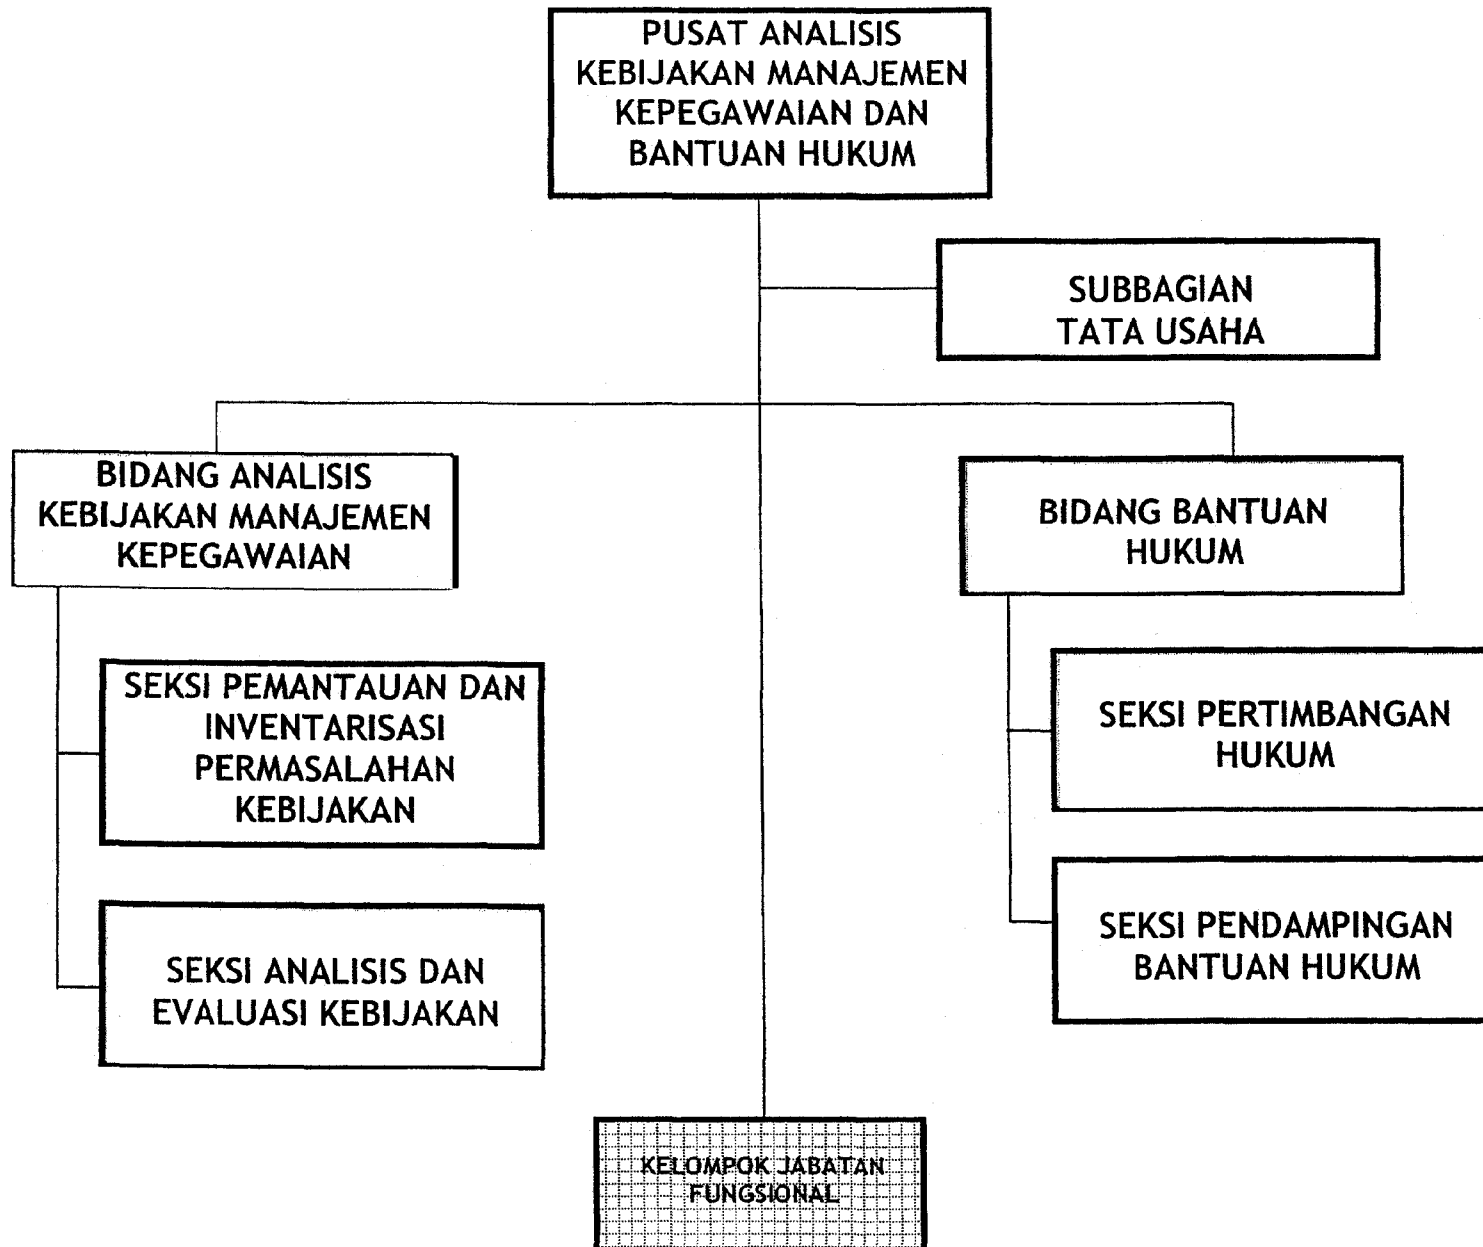 PUSAT ANALISIS
KEBIJAKAN MANAJEMEN
KEPEGAWAIAN DAN
BANTUAN HUKUM
SUBBAGIAN
TATA USAHA
BIDANG ANALISIS
KEBIJAKAN MANAJEMEN
KEPEGAWAIAN
BIDANG BANTUAN
HUKUM
SEKSI PEMANTAUAN DAN
INVENTARISASI
PERMASALAHAN
KEBIJAKAN
SEKSI PERTIMBANGAN
HUKUM
SEKSI ANALISIS DAN
EVALUASI KEBIJAKAN
SEKSI PENDAMPINGAN
BANTUAN HUKUM
KELOMPOK JABATAN
FUNGSIONAL